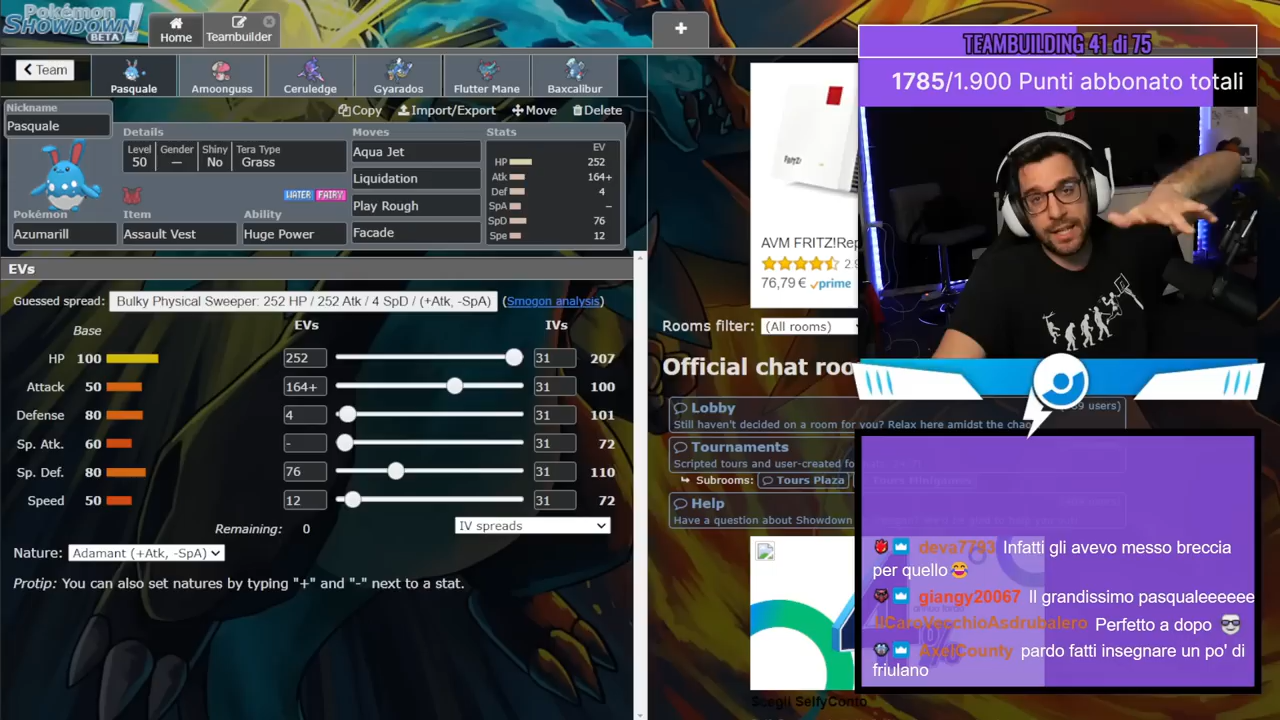 Pokémon
SHOWDOWN!
BETA
Home
Teambuilder
+
Team
Pasquale
Amoonguss
Ceruledge
Gyarados
Flutter Mane
Baxcalibur
Copy
Import/Export
Move
Delete
Nickname
Pasquale
Details
Level
50
Gender
—
Shiny
No
Tera Type
Grass
WATER
FAIRY
Pokémon
Azumarill
Item
Assault Vest
Ability
Huge Power
Moves
Aqua Jet
Liquidation
Play Rough
Facade
Stats
EV
HP 252
Atk 164+
Def 4
SpA –
SpD 76
Spe 12
EVs
Guessed spread: Bulky Physical Sweeper: 252 HP / 252 Atk / 4 SpD / (+Atk, -SpA) (Smogon analysis)
Base EVs IVs
HP 100 252 31 207
Attack 50 164+ 31 100
Defense 80 4 31 101
Sp. Atk. 60 - 31 72
Sp. Def. 80 76 31 110
Speed 50 12 31 72
Remaining: 0
IV spreads
Nature: Adamant (+Atk, -SpA)
Protip: You can also set natures by typing "+" and "-" next to a stat.
FRITZ!
AVM FRITZ!Rep
2.9
76,79 € prime
Rooms filter: (All rooms)
Official chat roo
Lobby
users)
Still haven't decided on a room for you? Relax here amidst the chao
Tournaments
Scripted tours and user-created fo
Subrooms: Tours Plaza
Help
Have a question about Showdown
Scegli SelfyConto
TEAMBUILDING 41 di 75
1785/1.900 Punti abbonato totali
deva7793 Infatti gli avevo messo breccia
per quello😂
giangy20067 Il grandissimo pasqualeeeeee
IlCaroVecchioAsdrubalero Perfetto a dopo 😎
AxelCounty pardo fatti insegnare un po' di
friulano